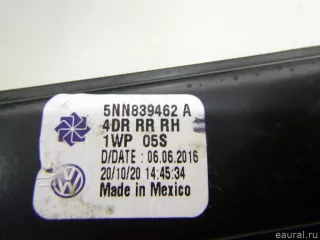 5NN839462 A
4DR RR RH
1WP 05S
D/DATE : 06.06.2016
20/10/20 14:45:34
Made in Mexico
© eaural.ru